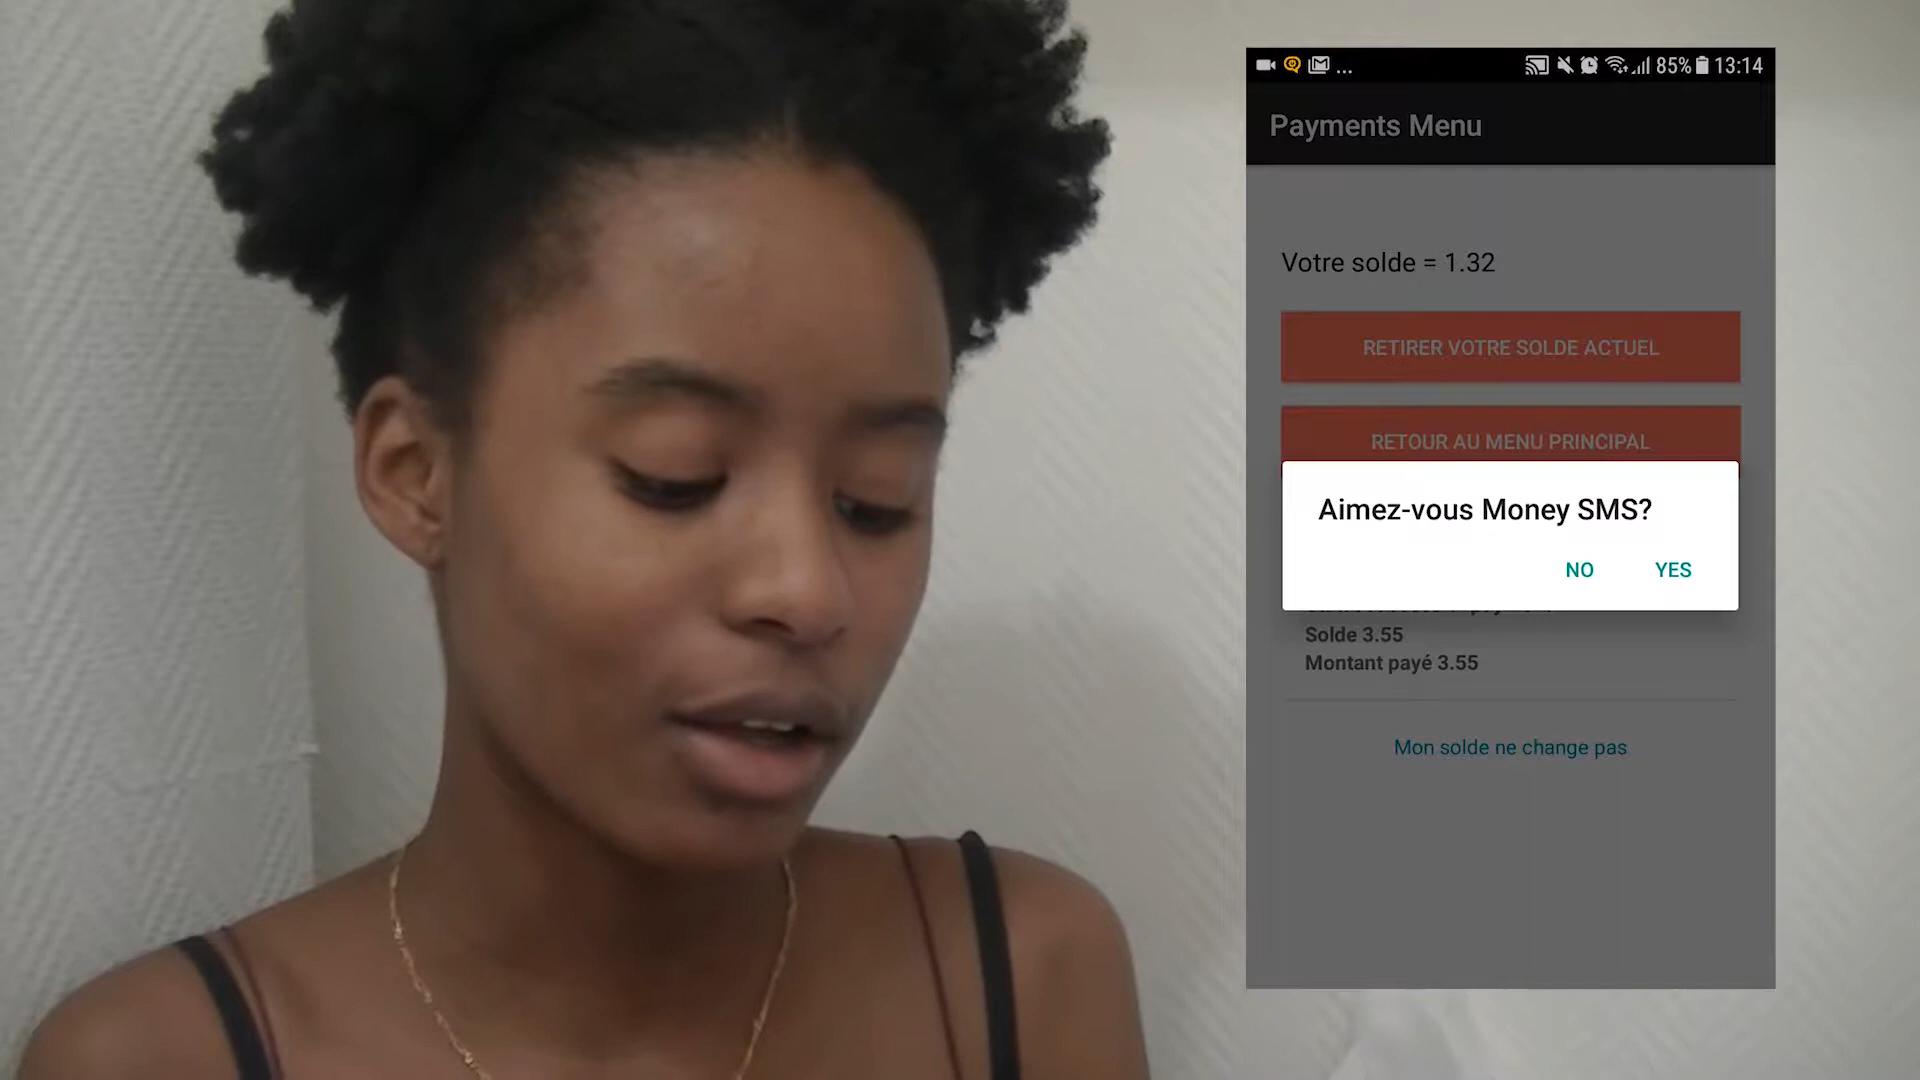 ... 85% 13:14
Payments Menu
Votre solde = 1.32
RETIRER VOTRE SOLDE ACTUEL
RETOUR AU MENU PRINCIPAL
Aimez-vous Money SMS?
NO YES
Solde 3.55
Montant payé 3.55
Mon solde ne change pas